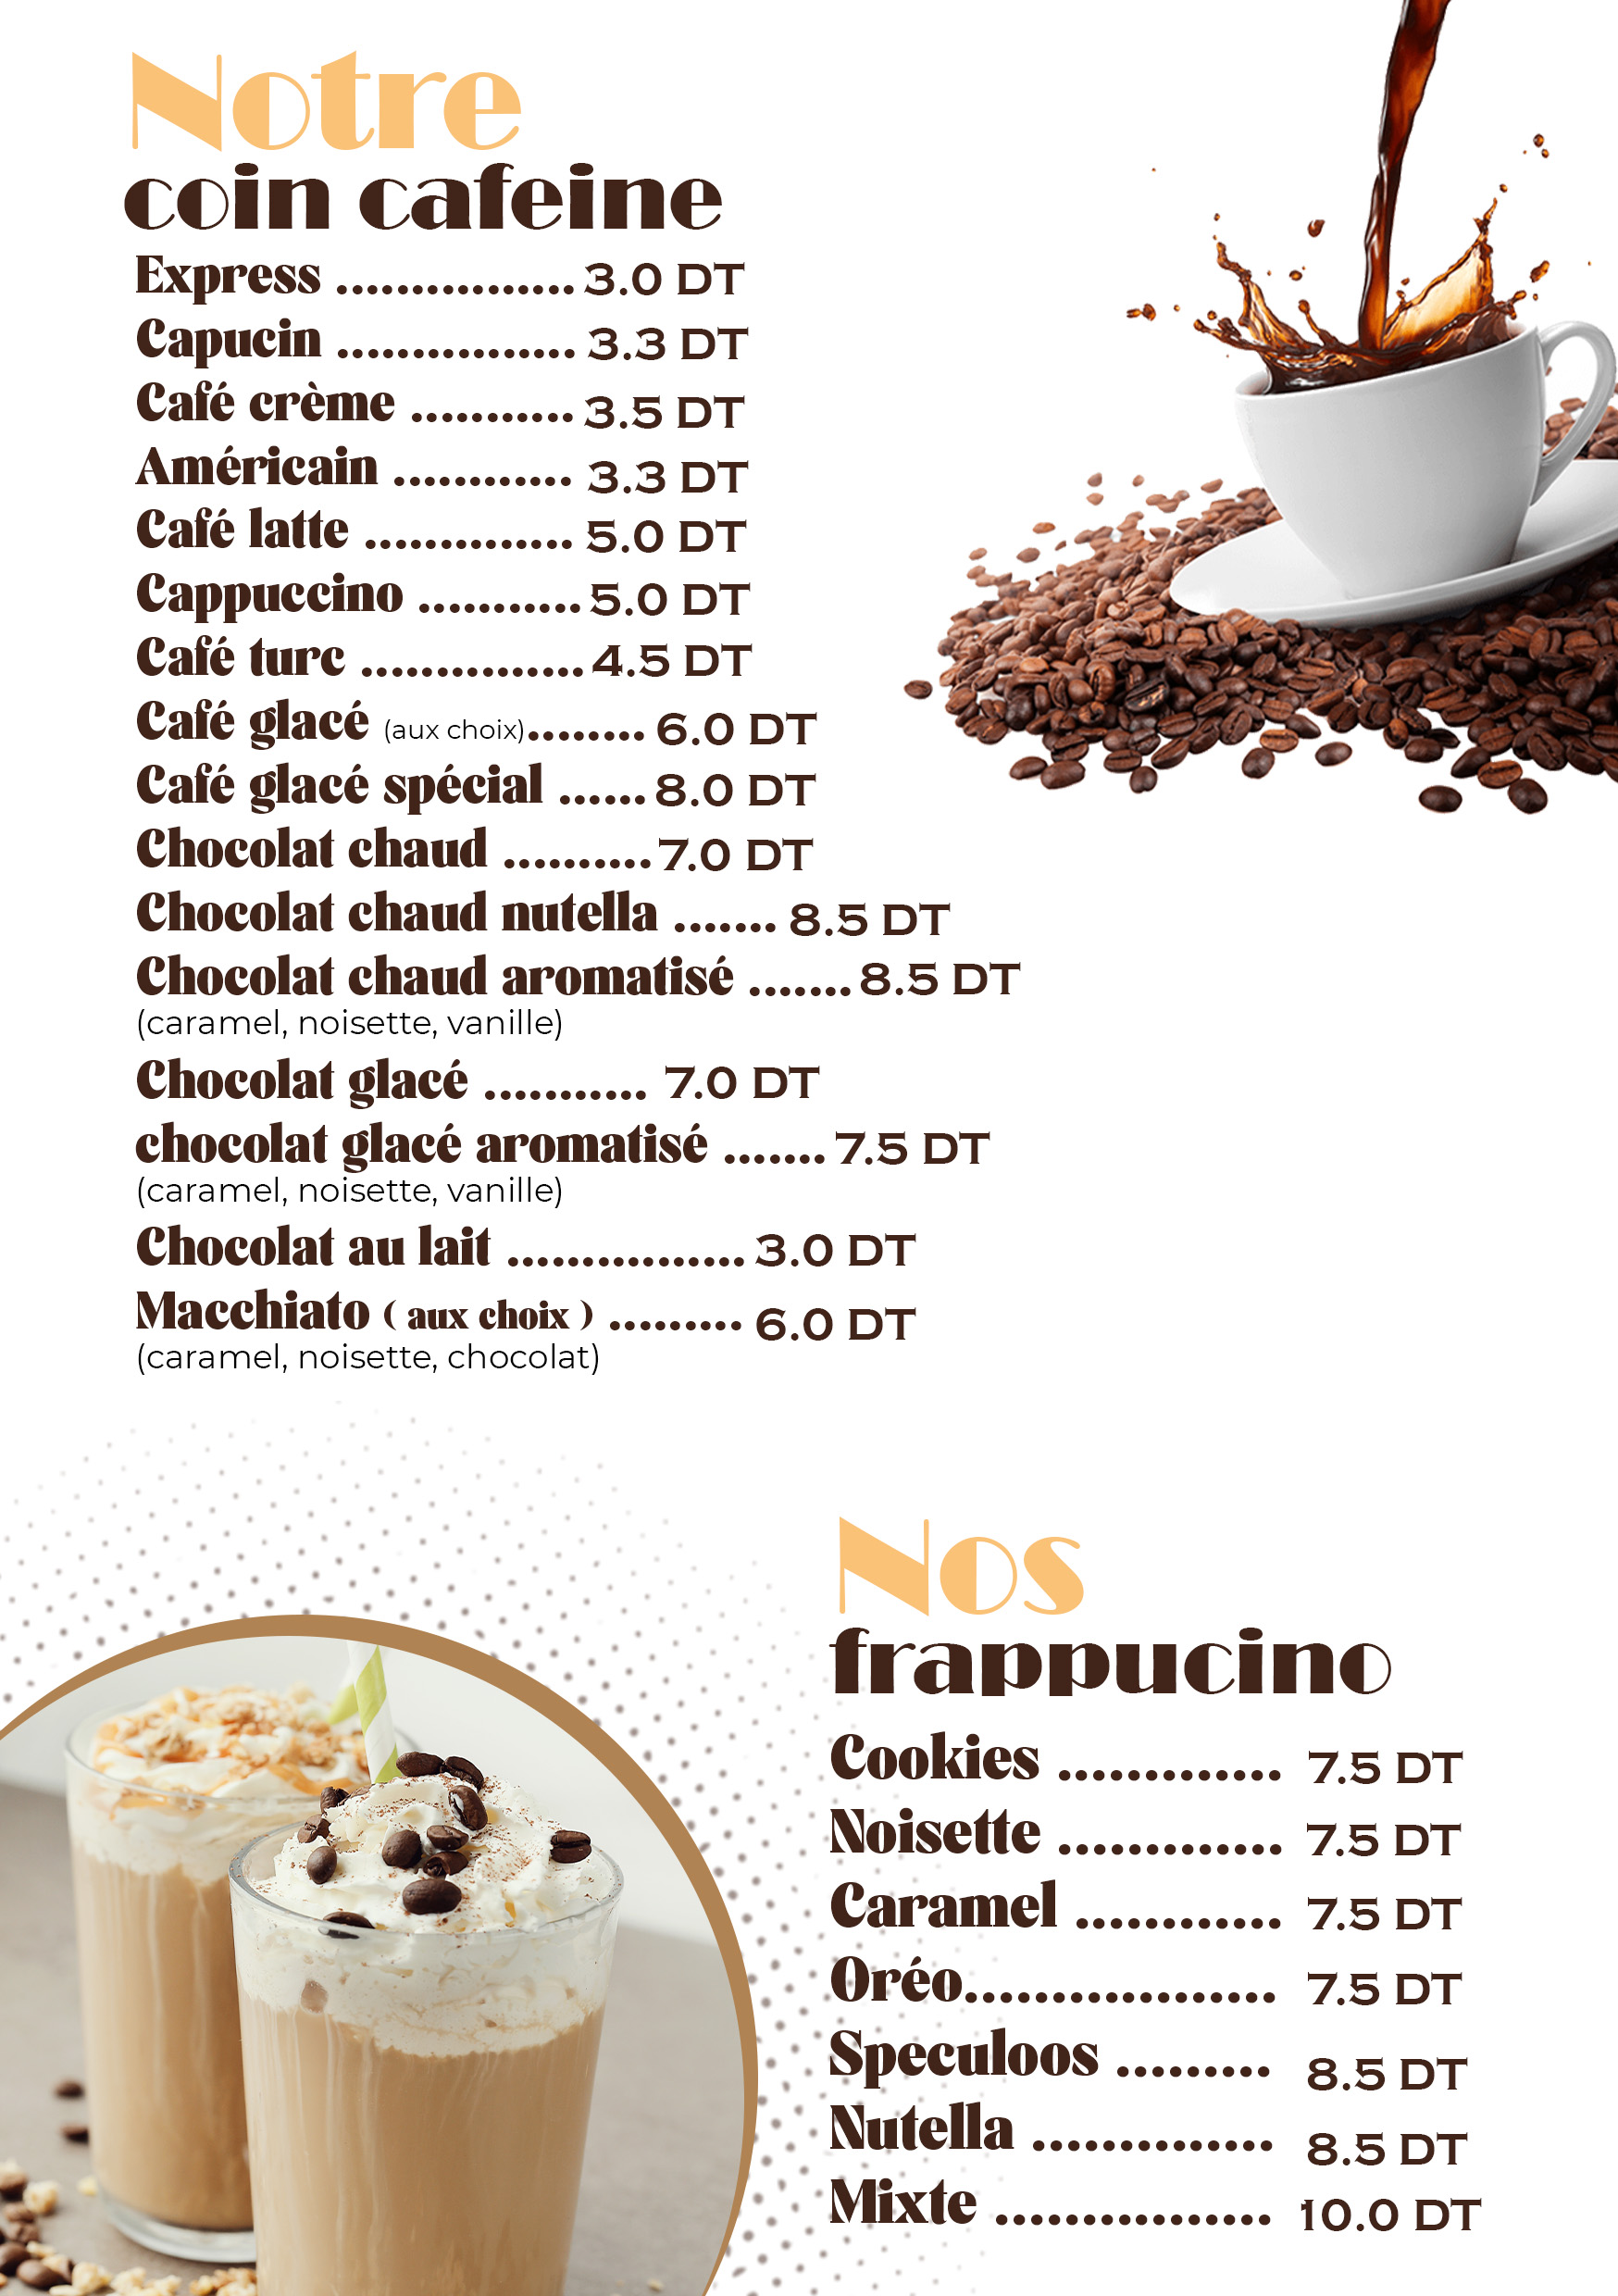 Notre
coin cafeine
Express ................ 3.0 DT
Capucin ................ 3.3 DT
Café crème ........... 3.5 DT
Américain ............ 3.3 DT
Café latte .............. 5.0 DT
Cappuccino ........... 5.0 DT
Café turc ............... 4.5 DT
Café glacé (aux choix)........ 6.0 DT
Café glacé spécial ...... 8.0 DT
Chocolat chaud .......... 7.0 DT
Chocolat chaud nutella ....... 8.5 DT
Chocolat chaud aromatisé ....... 8.5 DT
(caramel, noisette, vanille)
Chocolat glacé ........... 7.0 DT
chocolat glacé aromatisé ....... 7.5 DT
(caramel, noisette, vanille)
Chocolat au lait ................ 3.0 DT
Macchiato ( aux choix ) ......... 6.0 DT
(caramel, noisette, chocolat)
Nos
frappucino
Cookies ............. 7.5 DT
Noisette ............. 7.5 DT
Caramel ............ 7.5 DT
Oréo.................. 7.5 DT
Speculoos ......... 8.5 DT
Nutella .............. 8.5 DT
Mixte ................ 10.0 DT